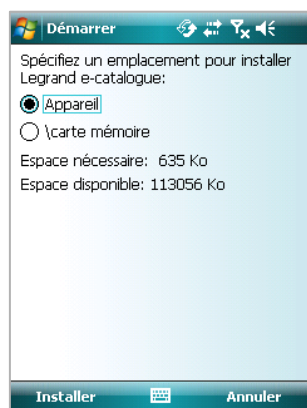 Démarrer
Spécifiez un emplacement pour installer
Legrand e-catalogue:
Appareil
\carte mémoire
Espace nécessaire: 635 Ko
Espace disponible: 113056 Ko
Installer Annuler